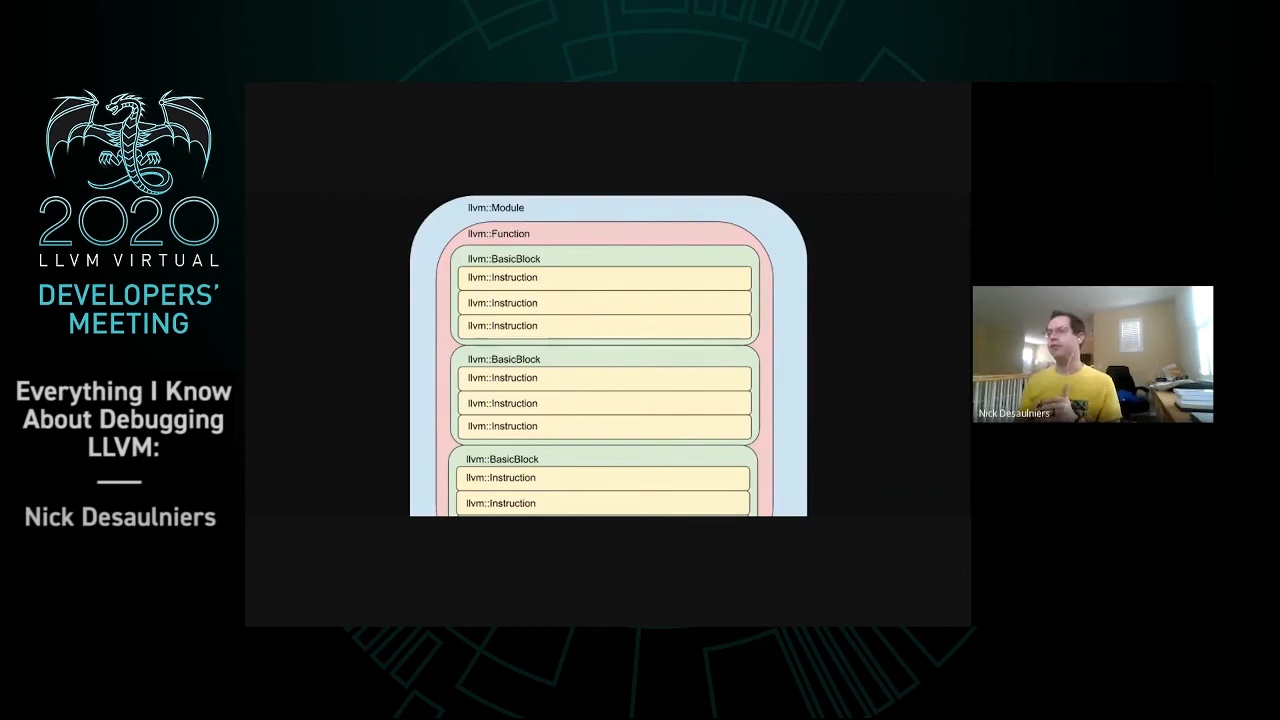 2020
LLVM VIRTUAL
DEVELOPERS'
MEETING
Everything I Know
About Debugging
LLVM:
Nick Desaulniers
llvm::Module
llvm::Function
llvm::BasicBlock
llvm::Instruction
llvm::Instruction
llvm::Instruction
llvm::BasicBlock
llvm::Instruction
llvm::Instruction
llvm::Instruction
llvm::BasicBlock
llvm::Instruction
llvm::Instruction
Nick Desaulniers